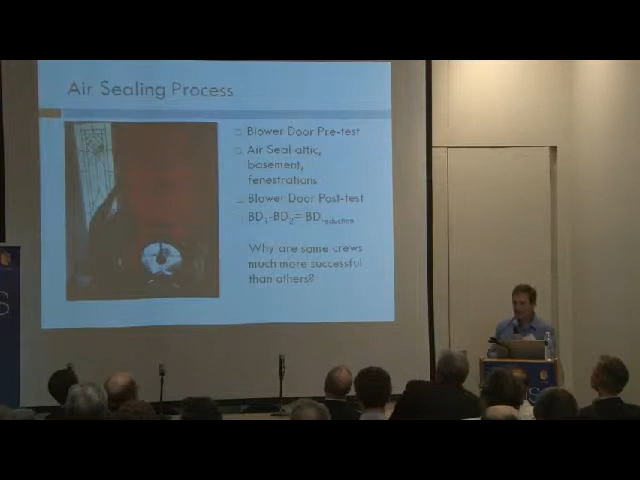 Air Sealing Process
Blower Door Pre-test
Air Seal attic,
basement,
fenestrations
Blower Door Post-test
BD1-BD2= BDreduction
Why are some crews
much more successful
than others?
S
S